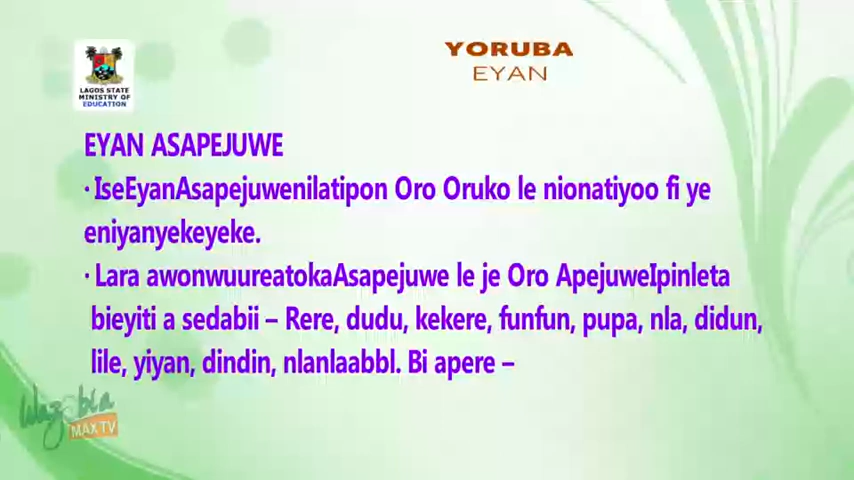 YORUBA
EYAN
LAGOS STATE
MINISTRY OF
EDUCATION
EYAN ASAPEJUWE
· IseEyanAsapejuwenilatipon Oro Oruko le nionatiyoo fi ye
eniyanyekeyeke.
· Lara awonwuureatokaAsapejuwe le je Oro ApejuweIpinleta
bieyiti a sedabii – Rere, dudu, kekere, funfun, pupa, nla, didun,
lile, yiyan, dindin, nlanlaabbl. Bi apere –
Wazobia
MAX TV